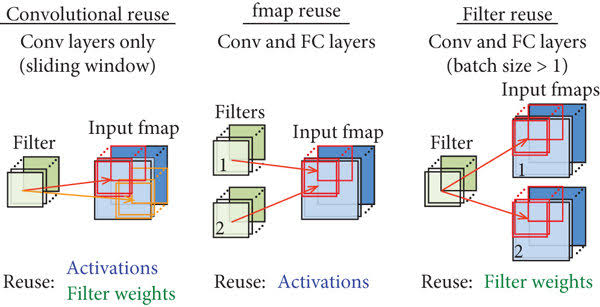 Convolutional reuse
Conv layers only
(sliding window)
Filter
Input fmap
Reuse:
Activations
Filter weights
fmap reuse
Conv and FC layers
Filters
Input fmap
1
2
Reuse: Activations
Filter reuse
Conv and FC layers
(batch size > 1)
Input fmaps
Filter
1
2
Reuse: Filter weights